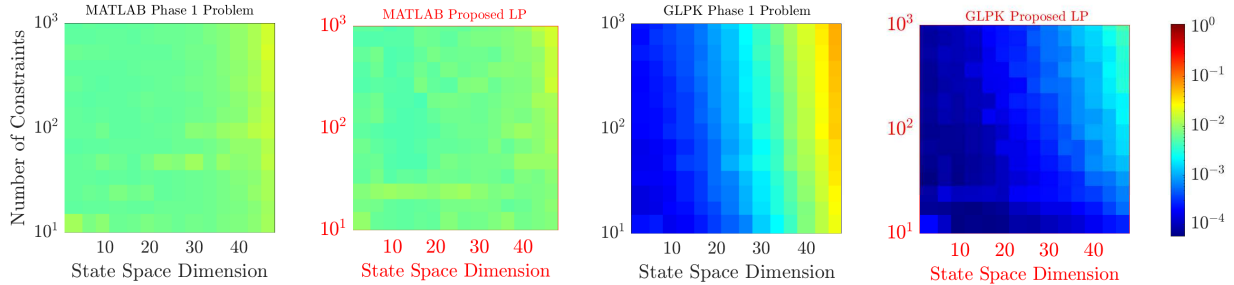 MATLAB Phase 1 Problem
Number of Constraints
10³
10²
10¹
10 20 30 40
State Space Dimension
MATLAB Proposed LP
10³
10²
10¹
10 20 30 40
State Space Dimension
GLPK Phase 1 Problem
10³
10²
10¹
10 20 30 40
State Space Dimension
GLPK Proposed LP
10³
10²
10¹
10 20 30 40
State Space Dimension
10⁰
10⁻¹
10⁻²
10⁻³
10⁻⁴